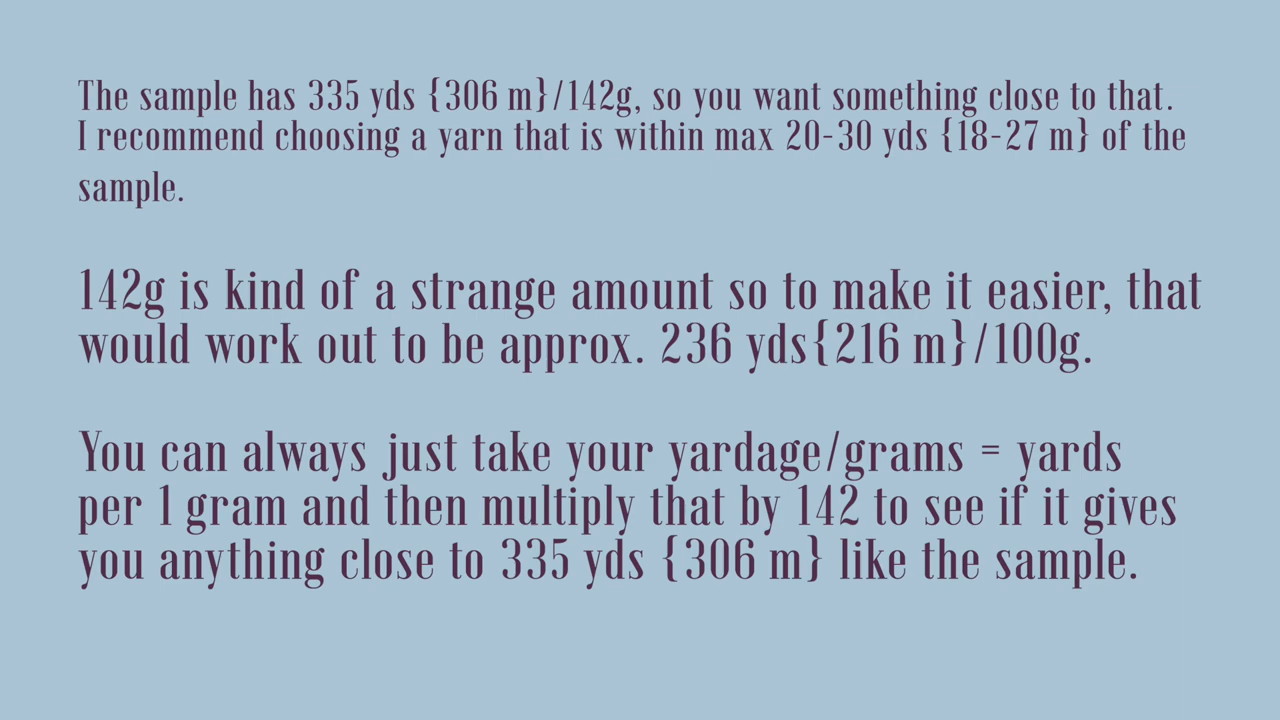 The sample has 335 yds {306 m}/142g, so you want something close to that.
I recommend choosing a yarn that is within max 20-30 yds {18-27 m} of the
sample.
142g is kind of a strange amount so to make it easier, that
would work out to be approx. 236 yds{216 m}/100g.
You can always just take your yardage/grams = yards
per 1 gram and then multiply that by 142 to see if it gives
you anything close to 335 yds {306 m} like the sample.